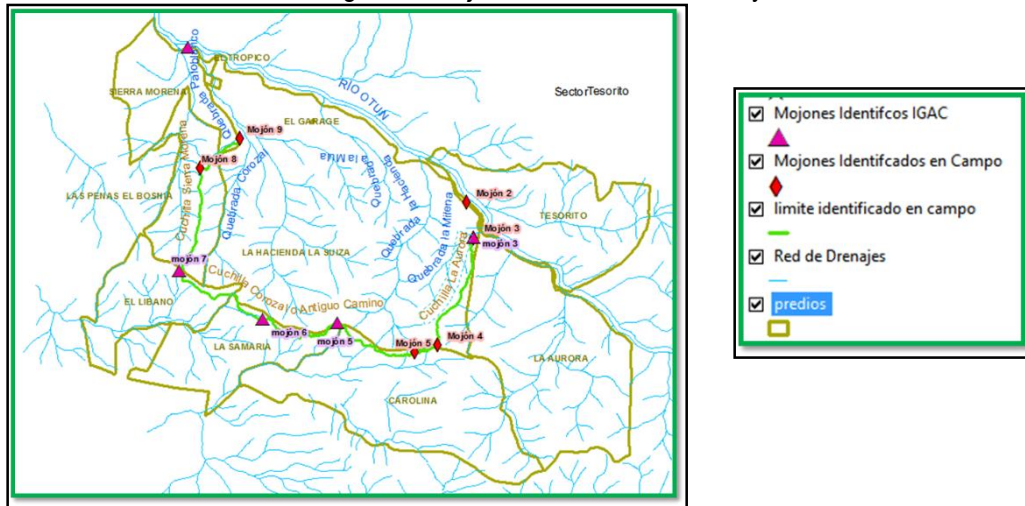 EL TROPICO
Quebrada Paloblanco
SIERRA MORENA
RIO OTUN
SectorTesorito
EL GARAGE
Mojón 9
Mojón 8
Quebrada la Mula
Quebrada la Hacienda
LAS PENAS EL BOSNIA
Cuchilla Sierra Morena
Quebrada Corozal
Mojón 2
Quebrada la Milena
TESORITO
Mojón 3
mojón 3
Cuchilla La Aurora
LA HACIENDA LA SUIZA
mojón 7
Cuchilla Corozal o Antiguo Camino
EL LIBANO
mojón 6
mojón 5
Mojón 5
Mojón 4
LA SAMARIA
LA AURORA
CAROLINA
Mojones Identifcos IGAC
Mojones Identifcados en Campo
limite identificado en campo
Red de Drenajes
predios